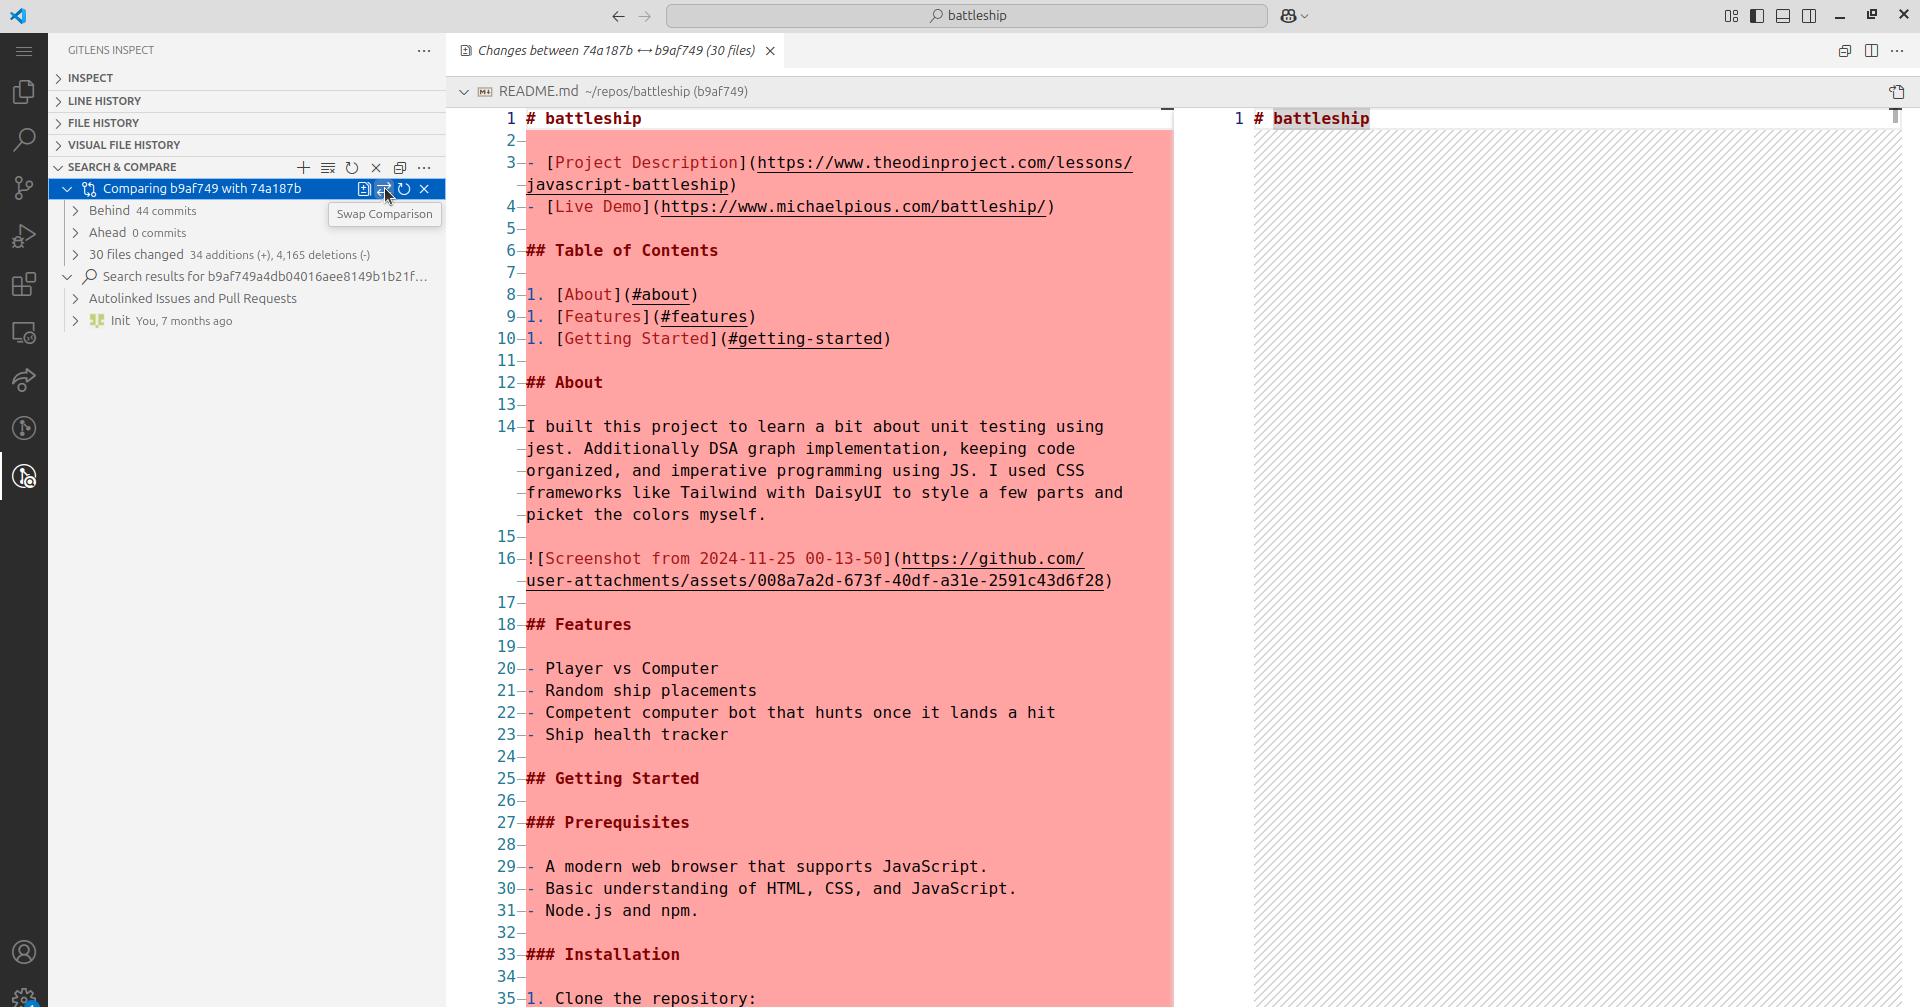 battleship
GITLENS INSPECT
INSPECT
LINE HISTORY
FILE HISTORY
VISUAL FILE HISTORY
SEARCH & COMPARE
Comparing b9af749 with 74a187b
Swap Comparison
Behind 44 commits
Ahead 0 commits
30 files changed 34 additions (+), 4,165 deletions (-)
Search results for b9af749a4db04016aee8149b1b21f...
Autolinked Issues and Pull Requests
Init You, 7 months ago
Changes between 74a187b ⟷ b9af749 (30 files)
README.md ~/repos/battleship (b9af749)
1 # battleship
2
3 - [Project Description](https://www.theodinproject.com/lessons/
javascript-battleship)
4 - [Live Demo](https://www.michaelpious.com/battleship/)
5
6 ## Table of Contents
7
8 1. [About](#about)
9 1. [Features](#features)
10 1. [Getting Started](#getting-started)
11
12 ## About
13
14 I built this project to learn a bit about unit testing using
jest. Additionally DSA graph implementation, keeping code
organized, and imperative programming using JS. I used CSS
frameworks like Tailwind with DaisyUI to style a few parts and
picket the colors myself.
15
16 ![Screenshot from 2024-11-25 00-13-50](https://github.com/
user-attachments/assets/008a7a2d-673f-40df-a31e-2591c43d6f28)
17
18 ## Features
19
20 - Player vs Computer
21 - Random ship placements
22 - Competent computer bot that hunts once it lands a hit
23 - Ship health tracker
24
25 ## Getting Started
26
27 ### Prerequisites
28
29 - A modern web browser that supports JavaScript.
30 - Basic understanding of HTML, CSS, and JavaScript.
31 - Node.js and npm.
32
33 ### Installation
34
35 1. Clone the repository:
1 # battleship